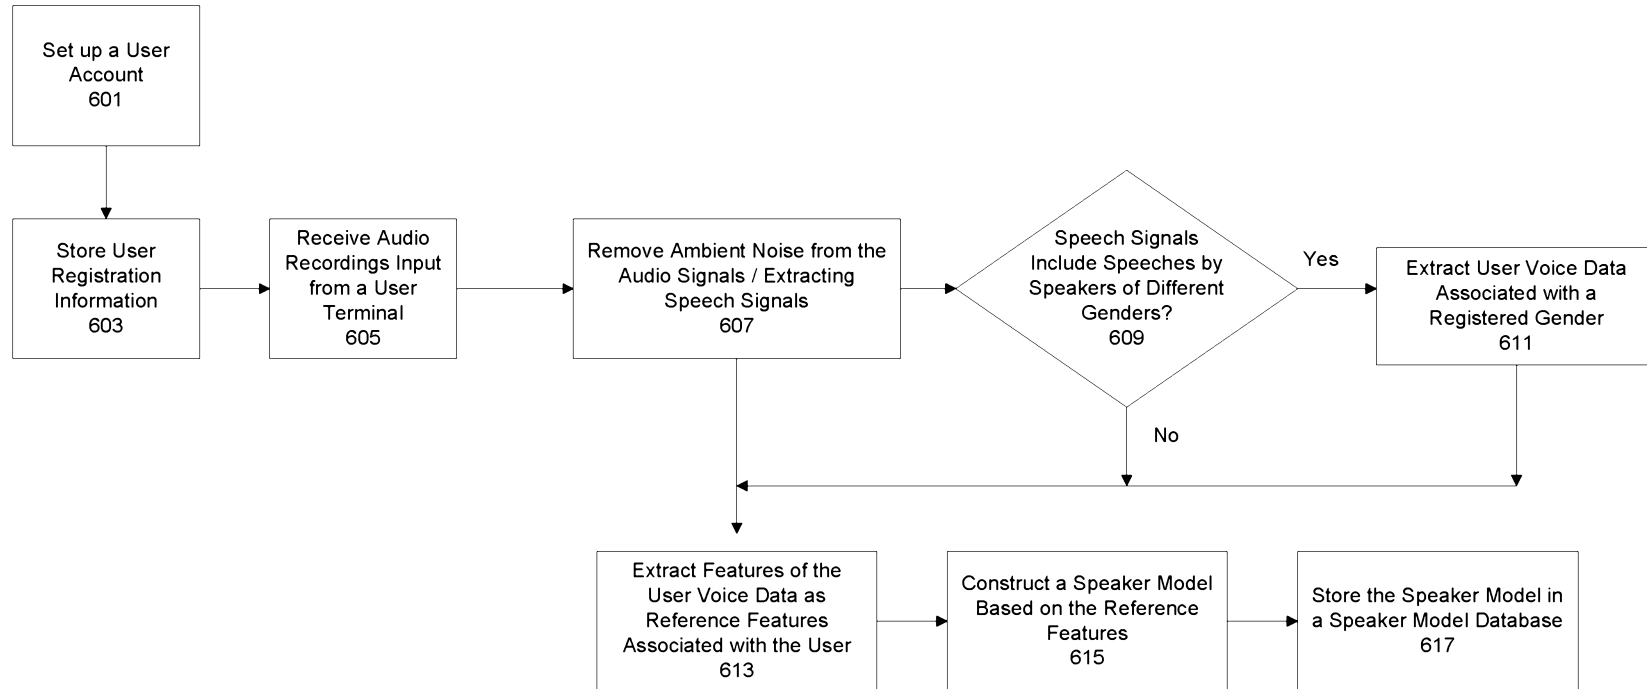 Set up a User
Account
601
Store User
Registration
Information
603
Receive Audio
Recordings Input
from a User
Terminal
605
Remove Ambient Noise from the
Audio Signals / Extracting
Speech Signals
607
Speech Signals
Include Speeches by
Speakers of Different
Genders?
609
Yes
Extract User Voice Data
Associated with a
Registered Gender
611
No
Extract Features of the
User Voice Data as
Reference Features
Associated with the User
613
Construct a Speaker Model
Based on the Reference
Features
615
Store the Speaker Model in
a Speaker Model Database
617